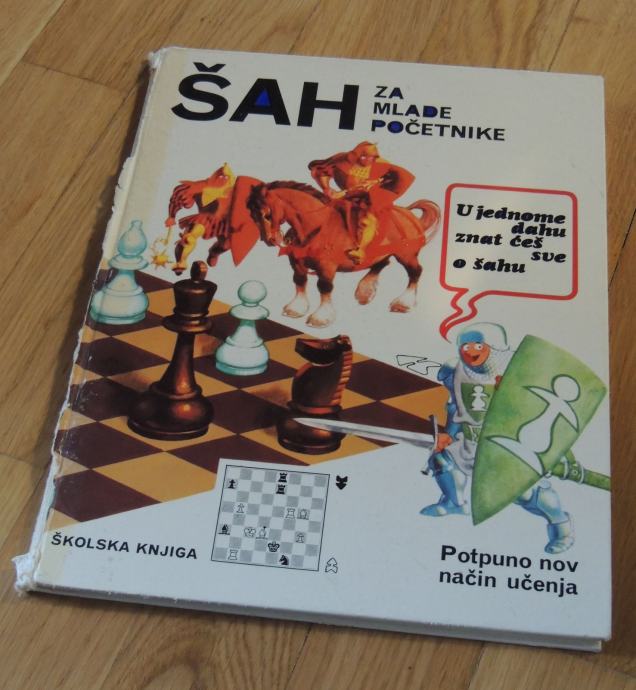 ŠAH
ZA
MLADE
POČETNIKE
U jednome
dahu
znat ćeš
sve
o šahu
ŠKOLSKA KNJIGA
Potpuno nov
način učenja